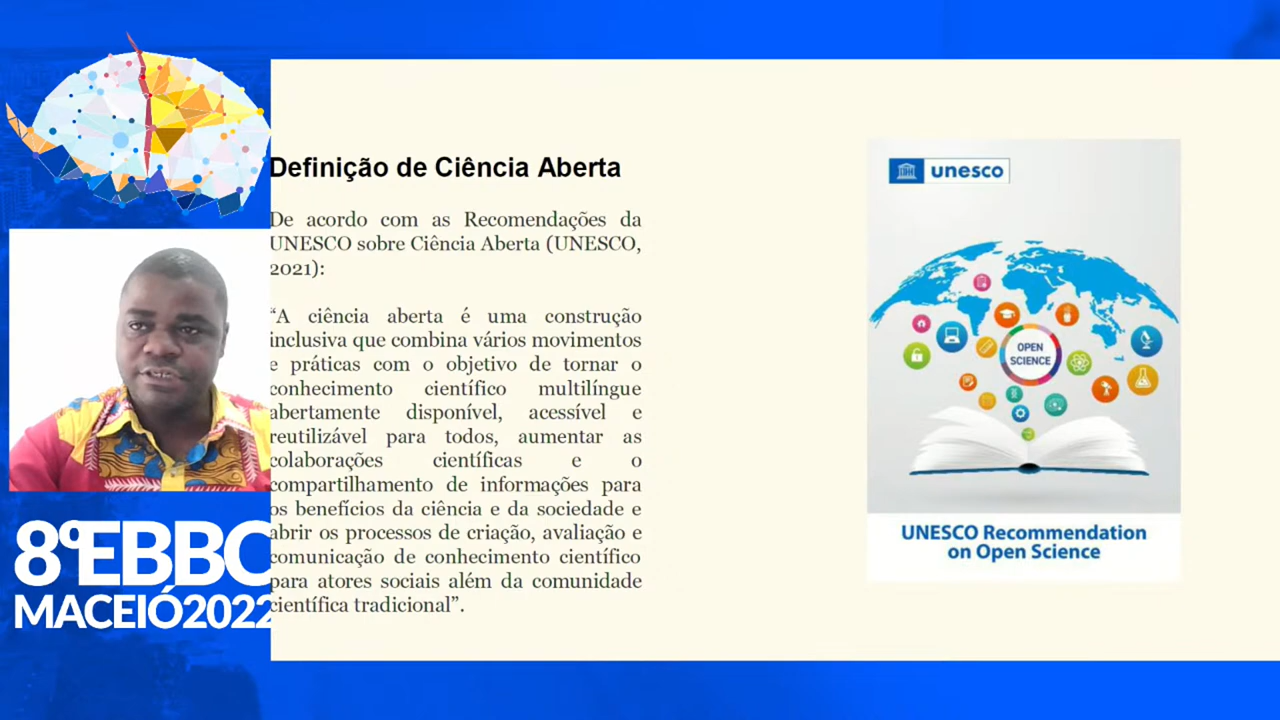 Definição de Ciência Aberta
De acordo com as Recomendações da
UNESCO sobre Ciência Aberta (UNESCO,
2021):
“A ciência aberta é uma construção
inclusiva que combina vários movimentos
e práticas com o objetivo de tornar o
conhecimento científico multilíngue
abertamente disponível, acessível e
reutilizável para todos, aumentar as
colaborações científicas e o
compartilhamento de informações para
os benefícios da ciência e da sociedade e
abrir os processos de criação, avaliação e
comunicação de conhecimento científico
para atores sociais além da comunidade
científica tradicional”.
unesco
OPEN
SCIENCE
UNESCO Recommendation
on Open Science
8ºEBBC
MACEIÓ2022